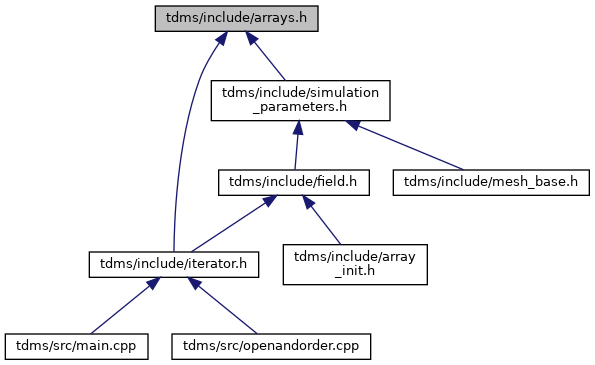 tdms/include/arrays.h
tdms/include/simulation
_parameters.h
tdms/include/field.h
tdms/include/mesh_base.h
tdms/include/iterator.h
tdms/include/array
_init.h
tdms/src/main.cpp
tdms/src/openandorder.cpp